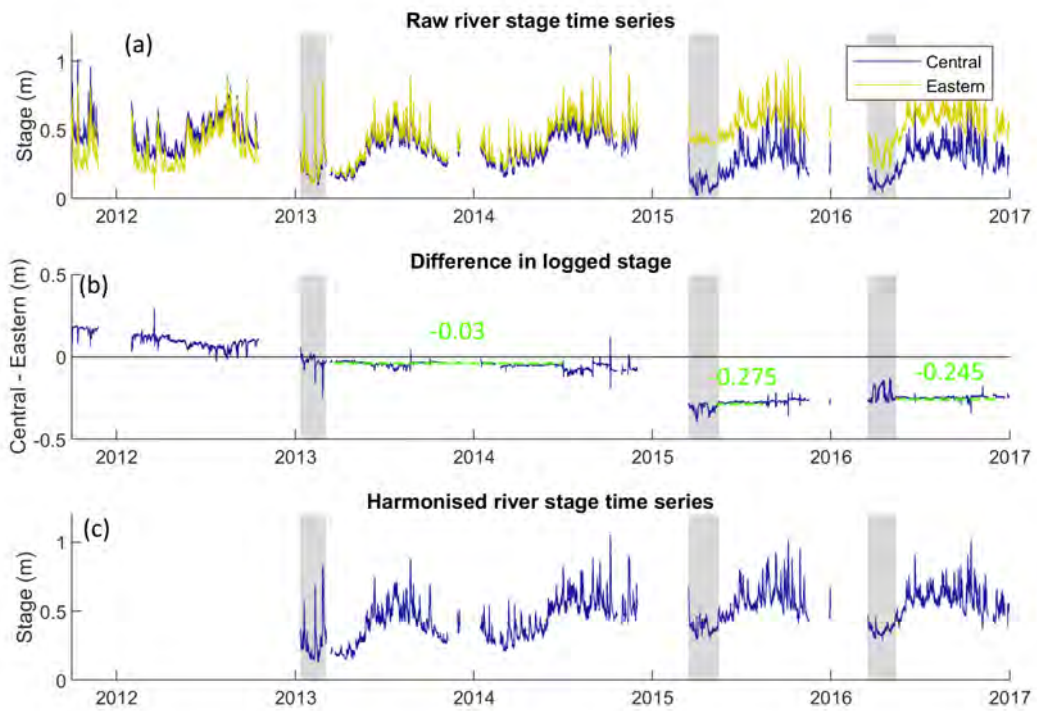 Raw river stage time series
(a)
Central
Eastern
Stage (m)
1
0.5
0
2012 2013 2014 2015 2016 2017
Difference in logged stage
(b)
Central - Eastern (m)
0.5
0
-0.5
-0.03
-0.275
-0.245
2012 2013 2014 2015 2016 2017
Harmonised river stage time series
(c)
Stage (m)
1
0.5
0
2012 2013 2014 2015 2016 2017